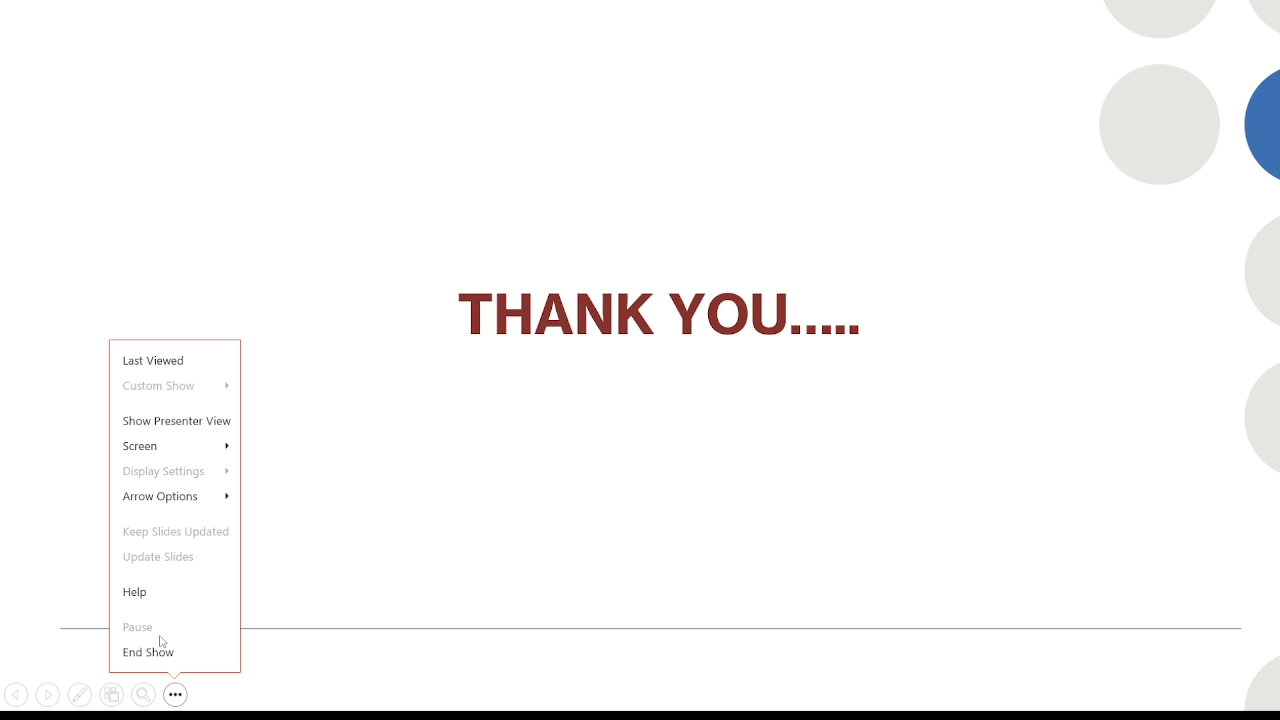 THANK YOU.....
Last Viewed
Custom Show
Show Presenter View
Screen
Display Settings
Arrow Options
Keep Slides Updated
Update Slides
Help
Pause
End Show